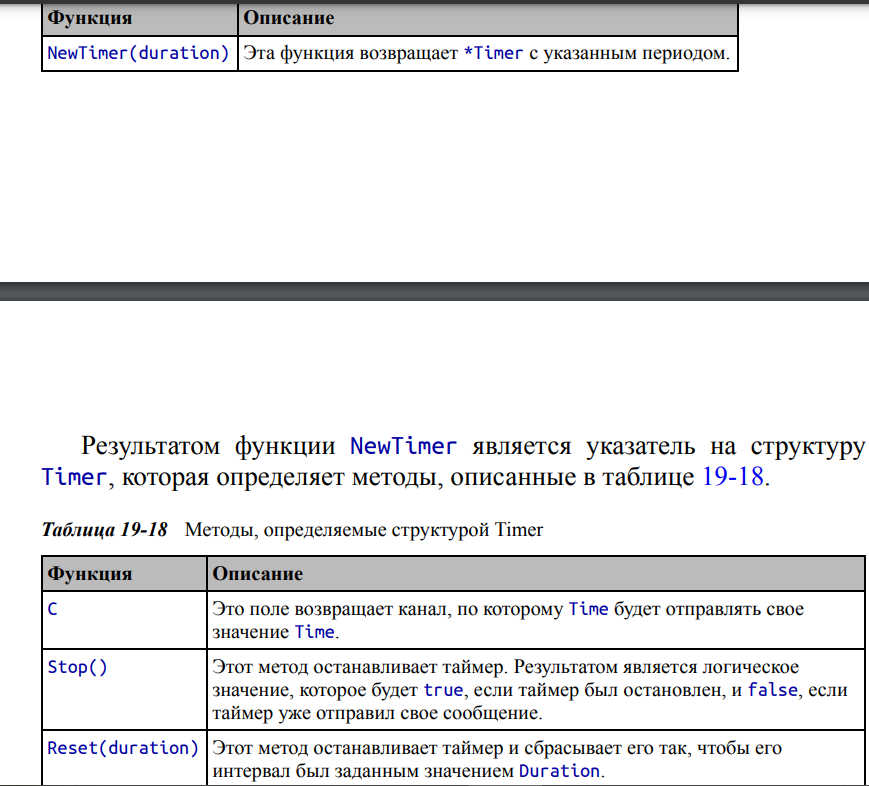 Функция Описание
NewTimer(duration) Эта функция возвращает *Timer с указанным периодом.
Результатом функции NewTimer является указатель на структуру
Timer, которая определяет методы, описанные в таблице 19-18.
Таблица 19-18 Методы, определяемые структурой Timer
Функция Описание
C Это поле возвращает канал, по которому Time будет отправлять свое
значение Time.
Stop() Этот метод останавливает таймер. Результатом является логическое
значение, которое будет true, если таймер был остановлен, и false, если
таймер уже отправил свое сообщение.
Reset(duration) Этот метод останавливает таймер и сбрасывает его так, чтобы его
интервал был заданным значением Duration.